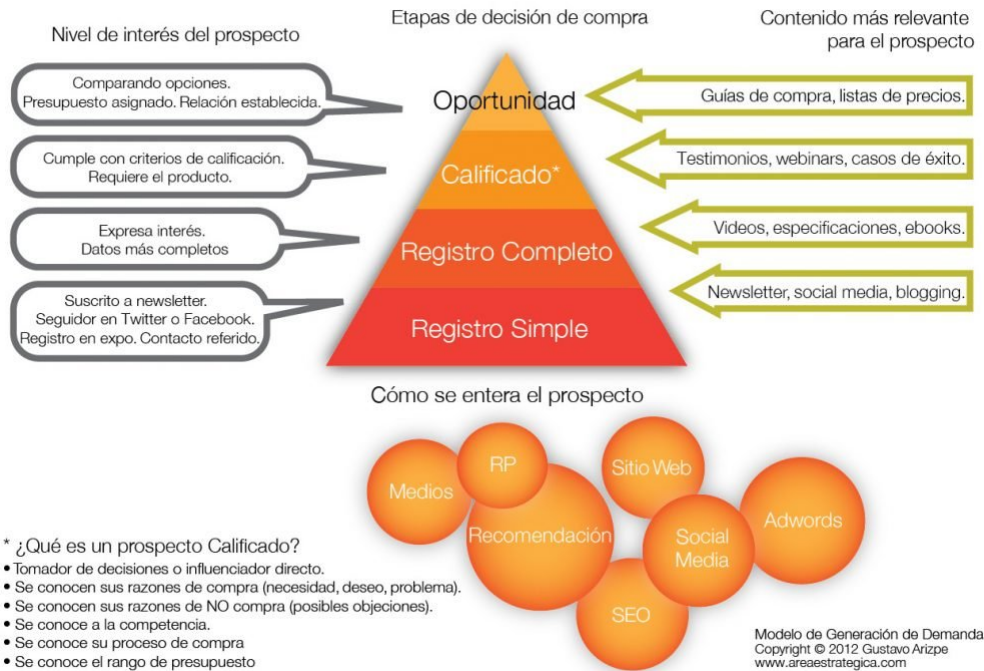 Nivel de interés del prospecto
Comparando opciones.
Presupuesto asignado. Relación establecida.
Cumple con criterios de calificación.
Requiere el producto.
Expresa interés.
Datos más completos
Suscrito a newsletter.
Seguidor en Twitter o Facebook.
Registro en expo. Contacto referido.
Etapas de decisión de compra
Oportunidad
Calificado*
Registro Completo
Registro Simple
Contenido más relevante
para el prospecto
Guías de compra, listas de precios.
Testimonios, webinars, casos de éxito.
Videos, especificaciones, ebooks.
Newsletter, social media, blogging.
Cómo se entera el prospecto
Medios
RP
Recomendación
Sitio Web
Social
Media
Adwords
SEO
* ¿Qué es un prospecto Calificado?
• Tomador de decisiones o influenciador directo.
• Se conocen sus razones de compra (necesidad, deseo, problema).
• Se conocen sus razones de NO compra (posibles objeciones).
• Se conoce a la competencia.
• Se conoce su proceso de compra
• Se conoce el rango de presupuesto
Modelo de Generación de Demanda
Copyright © 2012 Gustavo Arizpe
www.areaestrategica.com